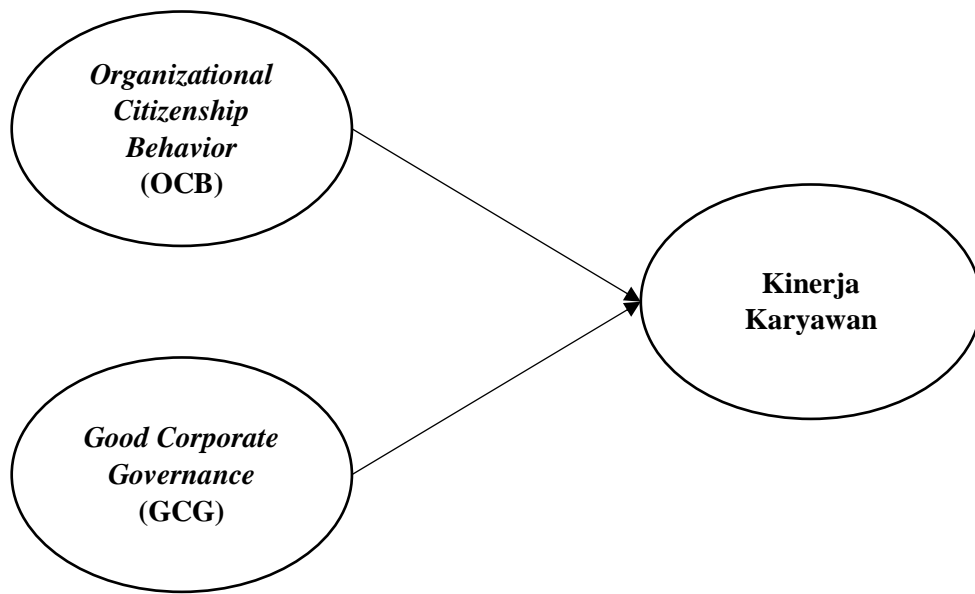 Organizational
Citizenship
Behavior
(OCB)
Good Corporate
Governance
(GCG)
Kinerja
Karyawan